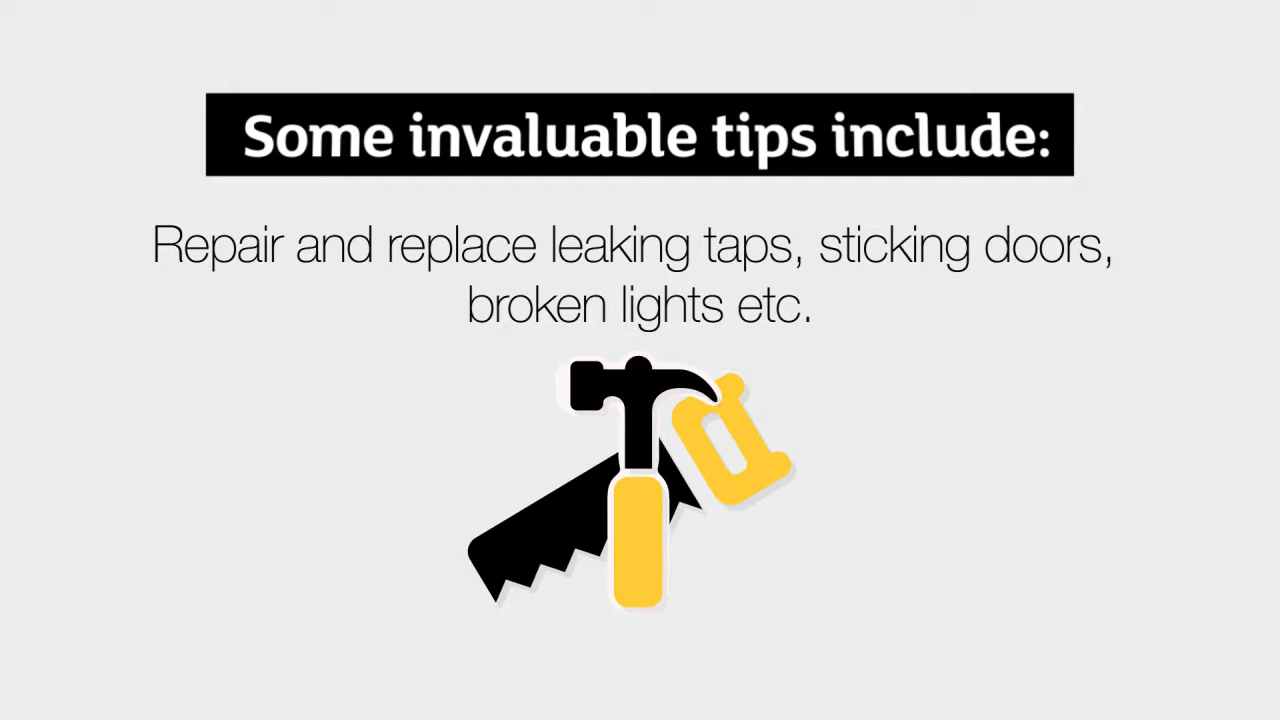 Some invaluable tips include:
Repair and replace leaking taps, sticking doors,
broken lights etc.